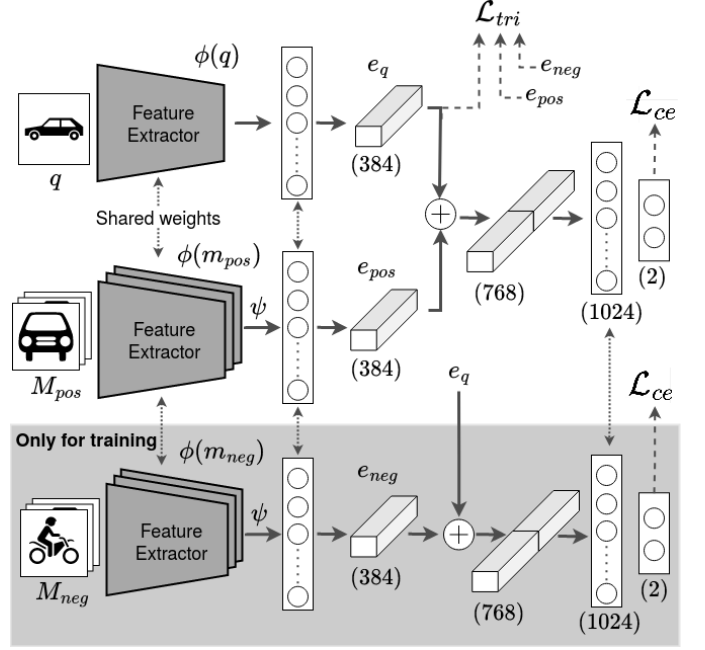 𝓛_tri
ϕ(q)
e_q
e_neg
e_pos
𝓛_ce
Feature
Extractor
q
(384)
Shared weights
ϕ(m_pos)
e_pos
(768)
(2)
(1024)
Feature
Extractor
ψ
M_pos
(384)
e_q
𝓛_ce
Only for training
ϕ(m_neg)
e_neg
Feature
Extractor
ψ
M_neg
(384)
(768)
(2)
(1024)